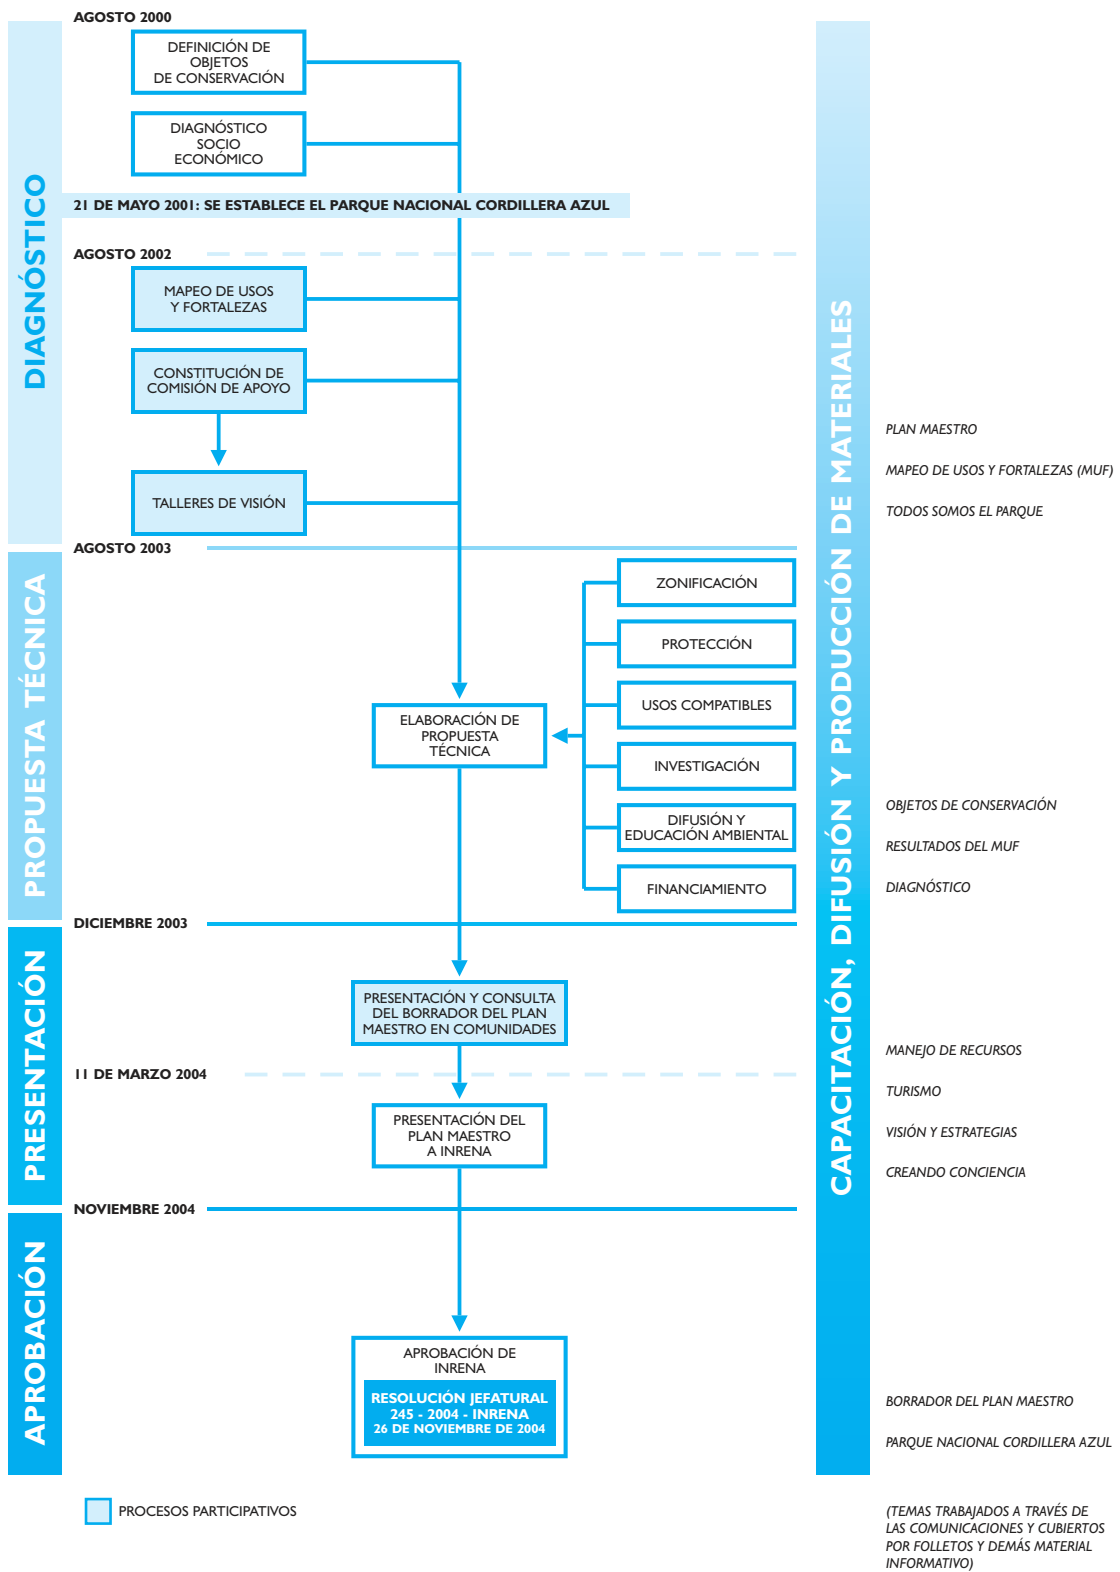 AGOSTO 2000
DEFINICIÓN DE
OBJETOS
DE CONSERVACIÓN
DIAGNÓSTICO
SOCIO
ECONÓMICO
21 DE MAYO 2001: SE ESTABLECE EL PARQUE NACIONAL CORDILLERA AZUL
DIAGNÓSTICO
AGOSTO 2002
MAPEO DE USOS
Y FORTALEZAS
CONSTITUCIÓN DE
COMISIÓN DE APOYO
TALLERES DE VISIÓN
AGOSTO 2003
PROPUESTA TÉCNICA
ZONIFICACIÓN
PROTECCIÓN
USOS COMPATIBLES
ELABORACIÓN DE
PROPUESTA
TÉCNICA
INVESTIGACIÓN
DIFUSIÓN Y
EDUCACIÓN AMBIENTAL
FINANCIAMIENTO
DICIEMBRE 2003
PRESENTACIÓN
PRESENTACIÓN Y CONSULTA
DEL BORRADOR DEL PLAN
MAESTRO EN COMUNIDADES
11 DE MARZO 2004
PRESENTACIÓN DEL
PLAN MAESTRO
A INRENA
NOVIEMBRE 2004
APROBACIÓN
APROBACIÓN DE
INRENA
RESOLUCIÓN JEFATURAL
245 - 2004 - INRENA
26 DE NOVIEMBRE DE 2004
PROCESOS PARTICIPATIVOS
CAPACITACIÓN, DIFUSIÓN Y PRODUCCIÓN DE MATERIALES
PLAN MAESTRO
MAPEO DE USOS Y FORTALEZAS (MUF)
TODOS SOMOS EL PARQUE
OBJETOS DE CONSERVACIÓN
RESULTADOS DEL MUF
DIAGNÓSTICO
MANEJO DE RECURSOS
TURISMO
VISIÓN Y ESTRATEGIAS
CREANDO CONCIENCIA
BORRADOR DEL PLAN MAESTRO
PARQUE NACIONAL CORDILLERA AZUL
(TEMAS TRABAJADOS A TRAVÉS DE
LAS COMUNICACIONES Y CUBIERTOS
POR FOLLETOS Y DEMÁS MATERIAL
INFORMATIVO)